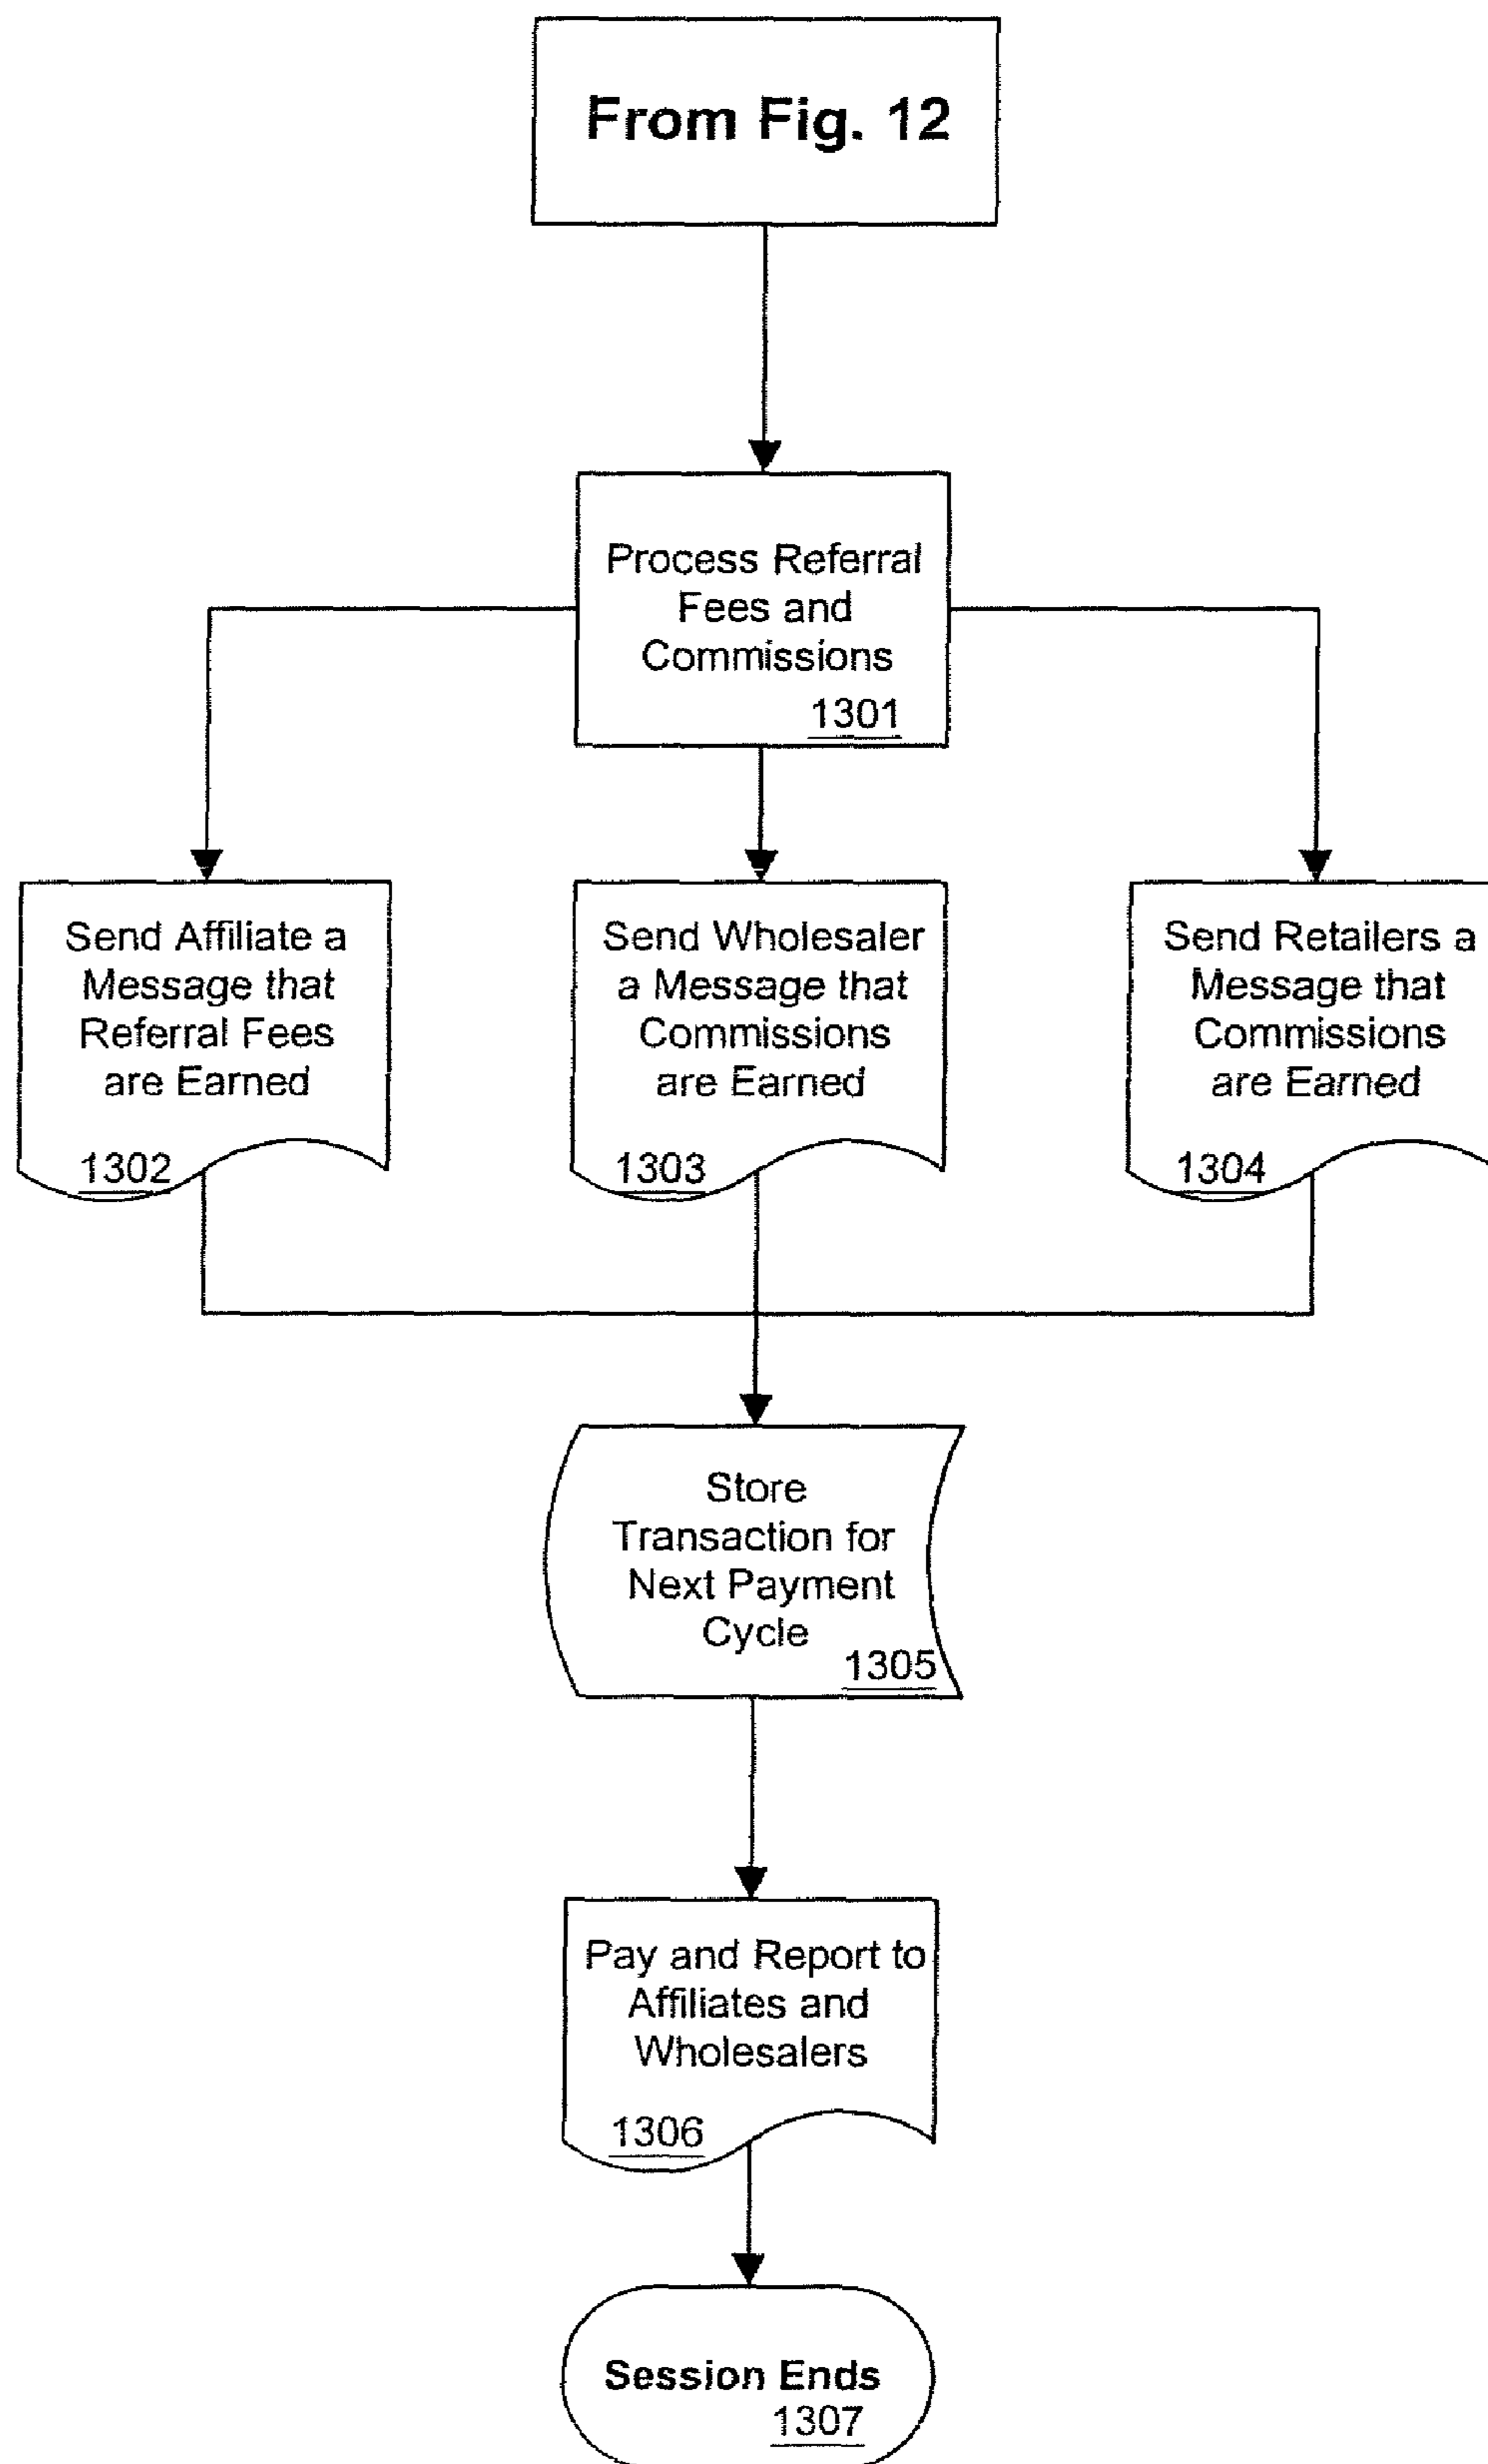 From Fig. 12
Process Referral
Fees and
Commissions
1301
Send Affiliate a
Message that
Referral Fees
are Earned
1302
Send Wholesaler
a Message that
Commissions
are Earned
1303
Send Retailers a
Message that
Commissions
are Earned
1304
Store
Transaction for
Next Payment
Cycle
1305
Pay and Report to
Affiliates and
Wholesalers
1306
Session Ends
1307